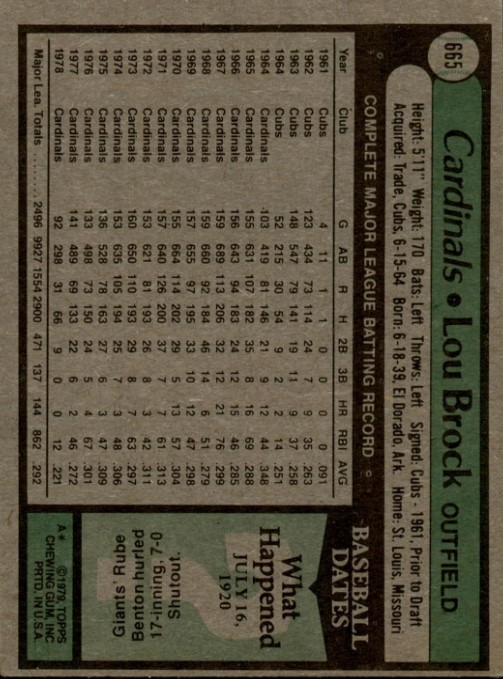 665
Cardinals • Lou Brock OUTFIELD
Height: 5'11" Weight: 170 Bats: Left Throws: Left Signed: Cubs - 1961, Prior to Draft
Acquired: Trade, Cubs, 6-15-64 Born: 6-18-39, El Dorado, Ark. Home: St. Louis, Missouri
COMPLETE MAJOR LEAGUE BATTING RECORD
Year Club G AB R H 2B 3B HR RBI AVG
1961 Cubs 4 11 1 1 0 0 0 0 .091
1962 Cubs 123 434 73 114 24 7 9 35 .263
1963 Cubs 148 547 79 141 19 11 9 37 .258
1964 Cubs 52 215 30 54 9 2 2 14 .251
1964 Cardinals 103 419 81 146 21 9 12 44 .348
1965 Cardinals 155 631 107 182 35 8 16 69 .288
1966 Cardinals 156 643 94 183 24 12 15 46 .285
1967 Cardinals 159 689 113 206 32 12 21 76 .299
1968 Cardinals 159 660 92 184 46 14 6 51 .279
1969 Cardinals 157 655 97 195 33 10 12 47 .298
1970 Cardinals 155 664 114 202 29 5 13 57 .304
1971 Cardinals 157 640 126 200 37 7 7 61 .313
1972 Cardinals 153 621 81 193 26 8 3 42 .311
1973 Cardinals 160 650 110 193 29 8 7 63 .297
1974 Cardinals 153 635 105 194 25 7 3 48 .306
1975 Cardinals 136 528 78 163 27 6 3 47 .309
1976 Cardinals 133 498 73 150 24 5 4 67 .301
1977 Cardinals 141 489 69 133 22 6 2 46 .272
1978 Cardinals 92 298 31 66 9 0 0 12 .221
Major Lea. Totals ........ 2496 9927 1554 2900 471 137 144 862 .292
BASEBALL
DATES
What
Happened
JULY 16,
1920
Giants' Rube
Benton hurled
17-inning, 7-0
Shutout.
A* ©1979, TOPPS
CHEWING GUM, INC
PRTD. IN U.S.A.